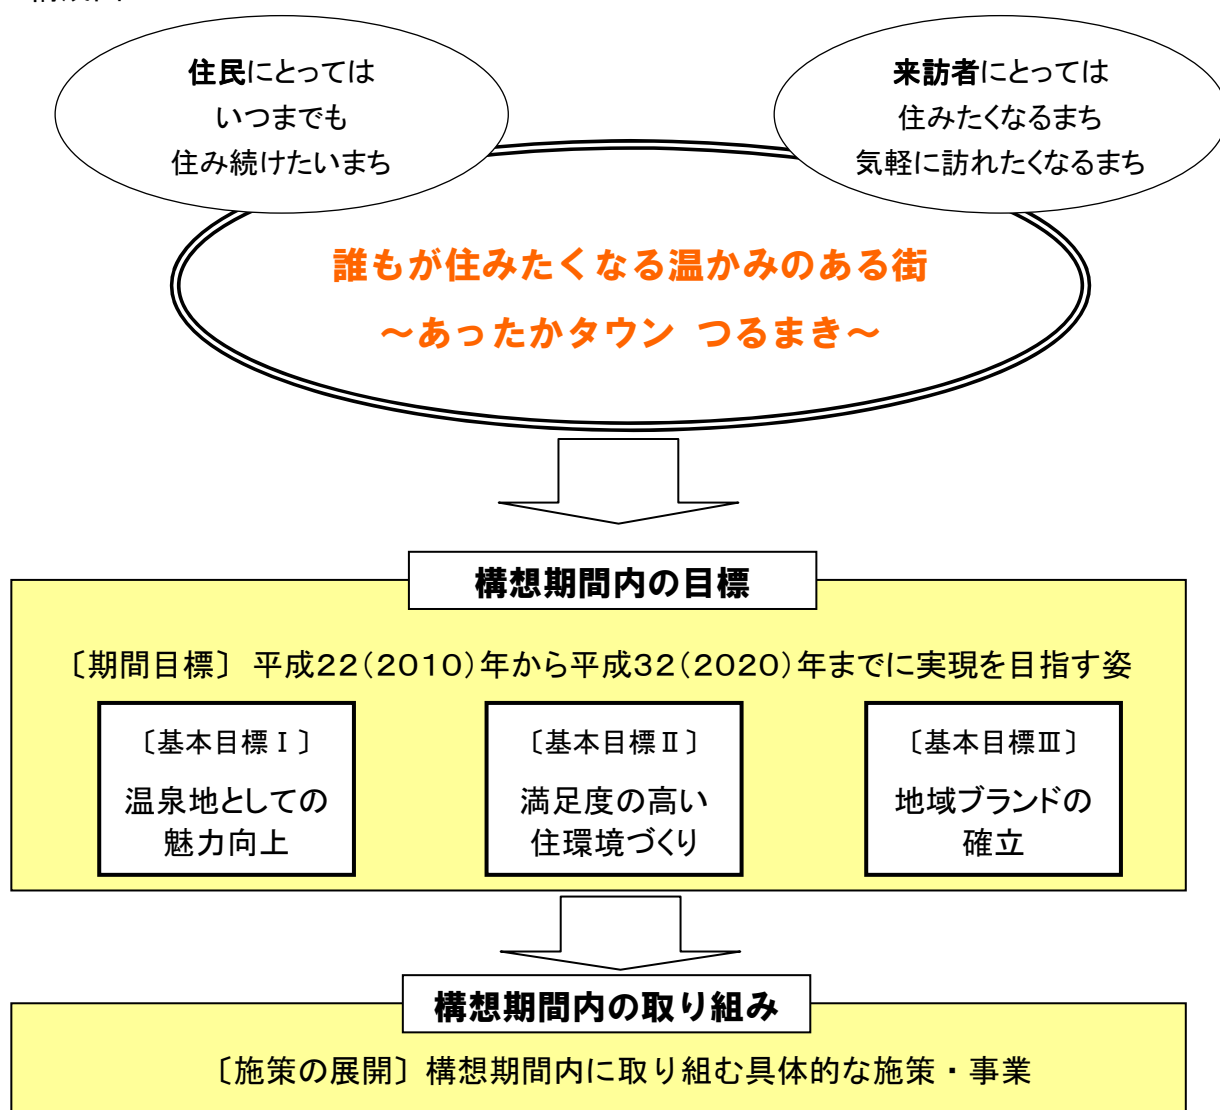 住民にとっては
いつまでも
住み続けたいまち
来訪者にとっては
住みたくなるまち
気軽に訪れたくなるまち
誰もが住みたくなる温かみのある街
～あったかタウン つるまき～
構想期間内の目標
〔期間目標〕 平成22(2010)年から平成32(2020)年までに実現を目指す姿
〔基本目標Ⅰ〕
温泉地としての
魅力向上
〔基本目標Ⅱ〕
満足度の高い
住環境づくり
〔基本目標Ⅲ〕
地域ブランドの
確立
構想期間内の取り組み
〔施策の展開〕 構想期間内に取り組む具体的な施策・事業